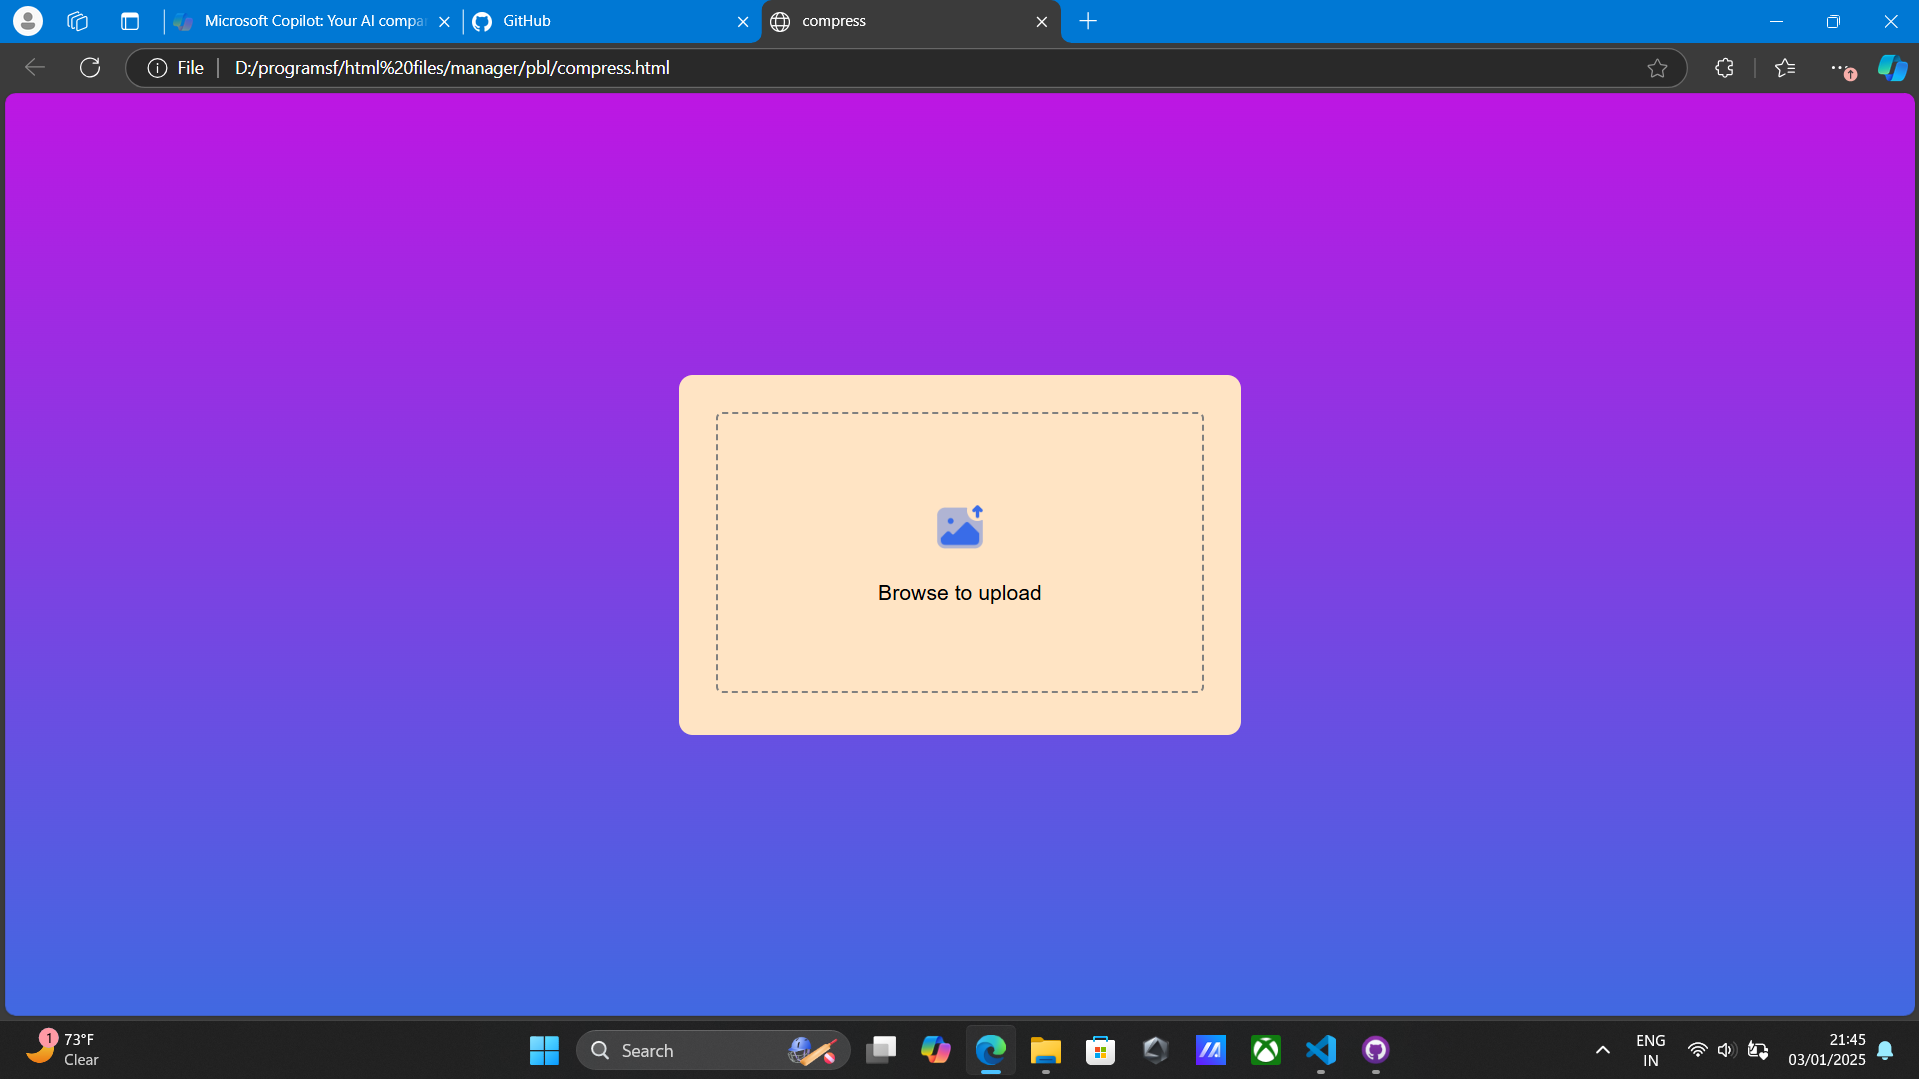 Microsoft Copilot: Your AI compa
GitHub
compress
File
D:/programsf/html%20files/manager/pbl/compress.html
Browse to upload
1
73°F
Clear
Search
ENG
IN
21:45
03/01/2025